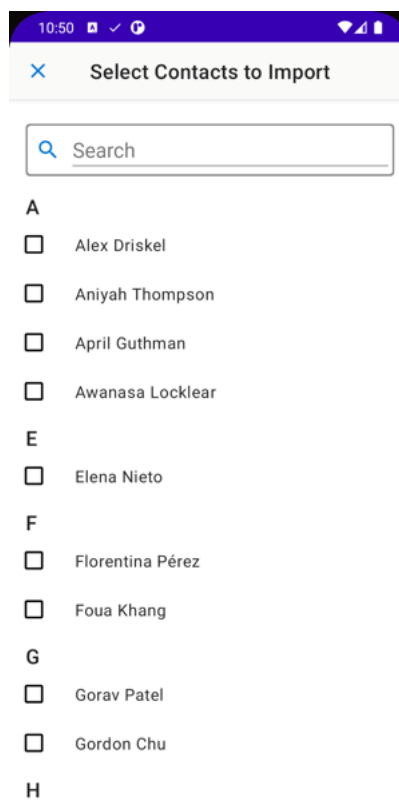 10:50
Select Contacts to Import
Search
A
Alex Driskel
Aniyah Thompson
April Guthman
Awanasa Locklear
E
Elena Nieto
F
Florentina Pérez
Foua Khang
G
Gorav Patel
Gordon Chu
H